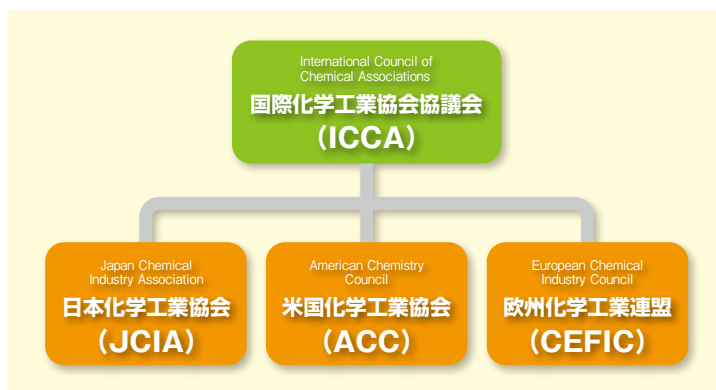 International Council of
Chemical Associations
国際化学工業協会協議会
（ICCA）
Japan Chemical
Industry Association
日本化学工業協会
（JCIA）
American Chemistry
Council
米国化学工業協会
（ACC）
European Chemical
Industry Council
欧州化学工業連盟
（CEFIC）